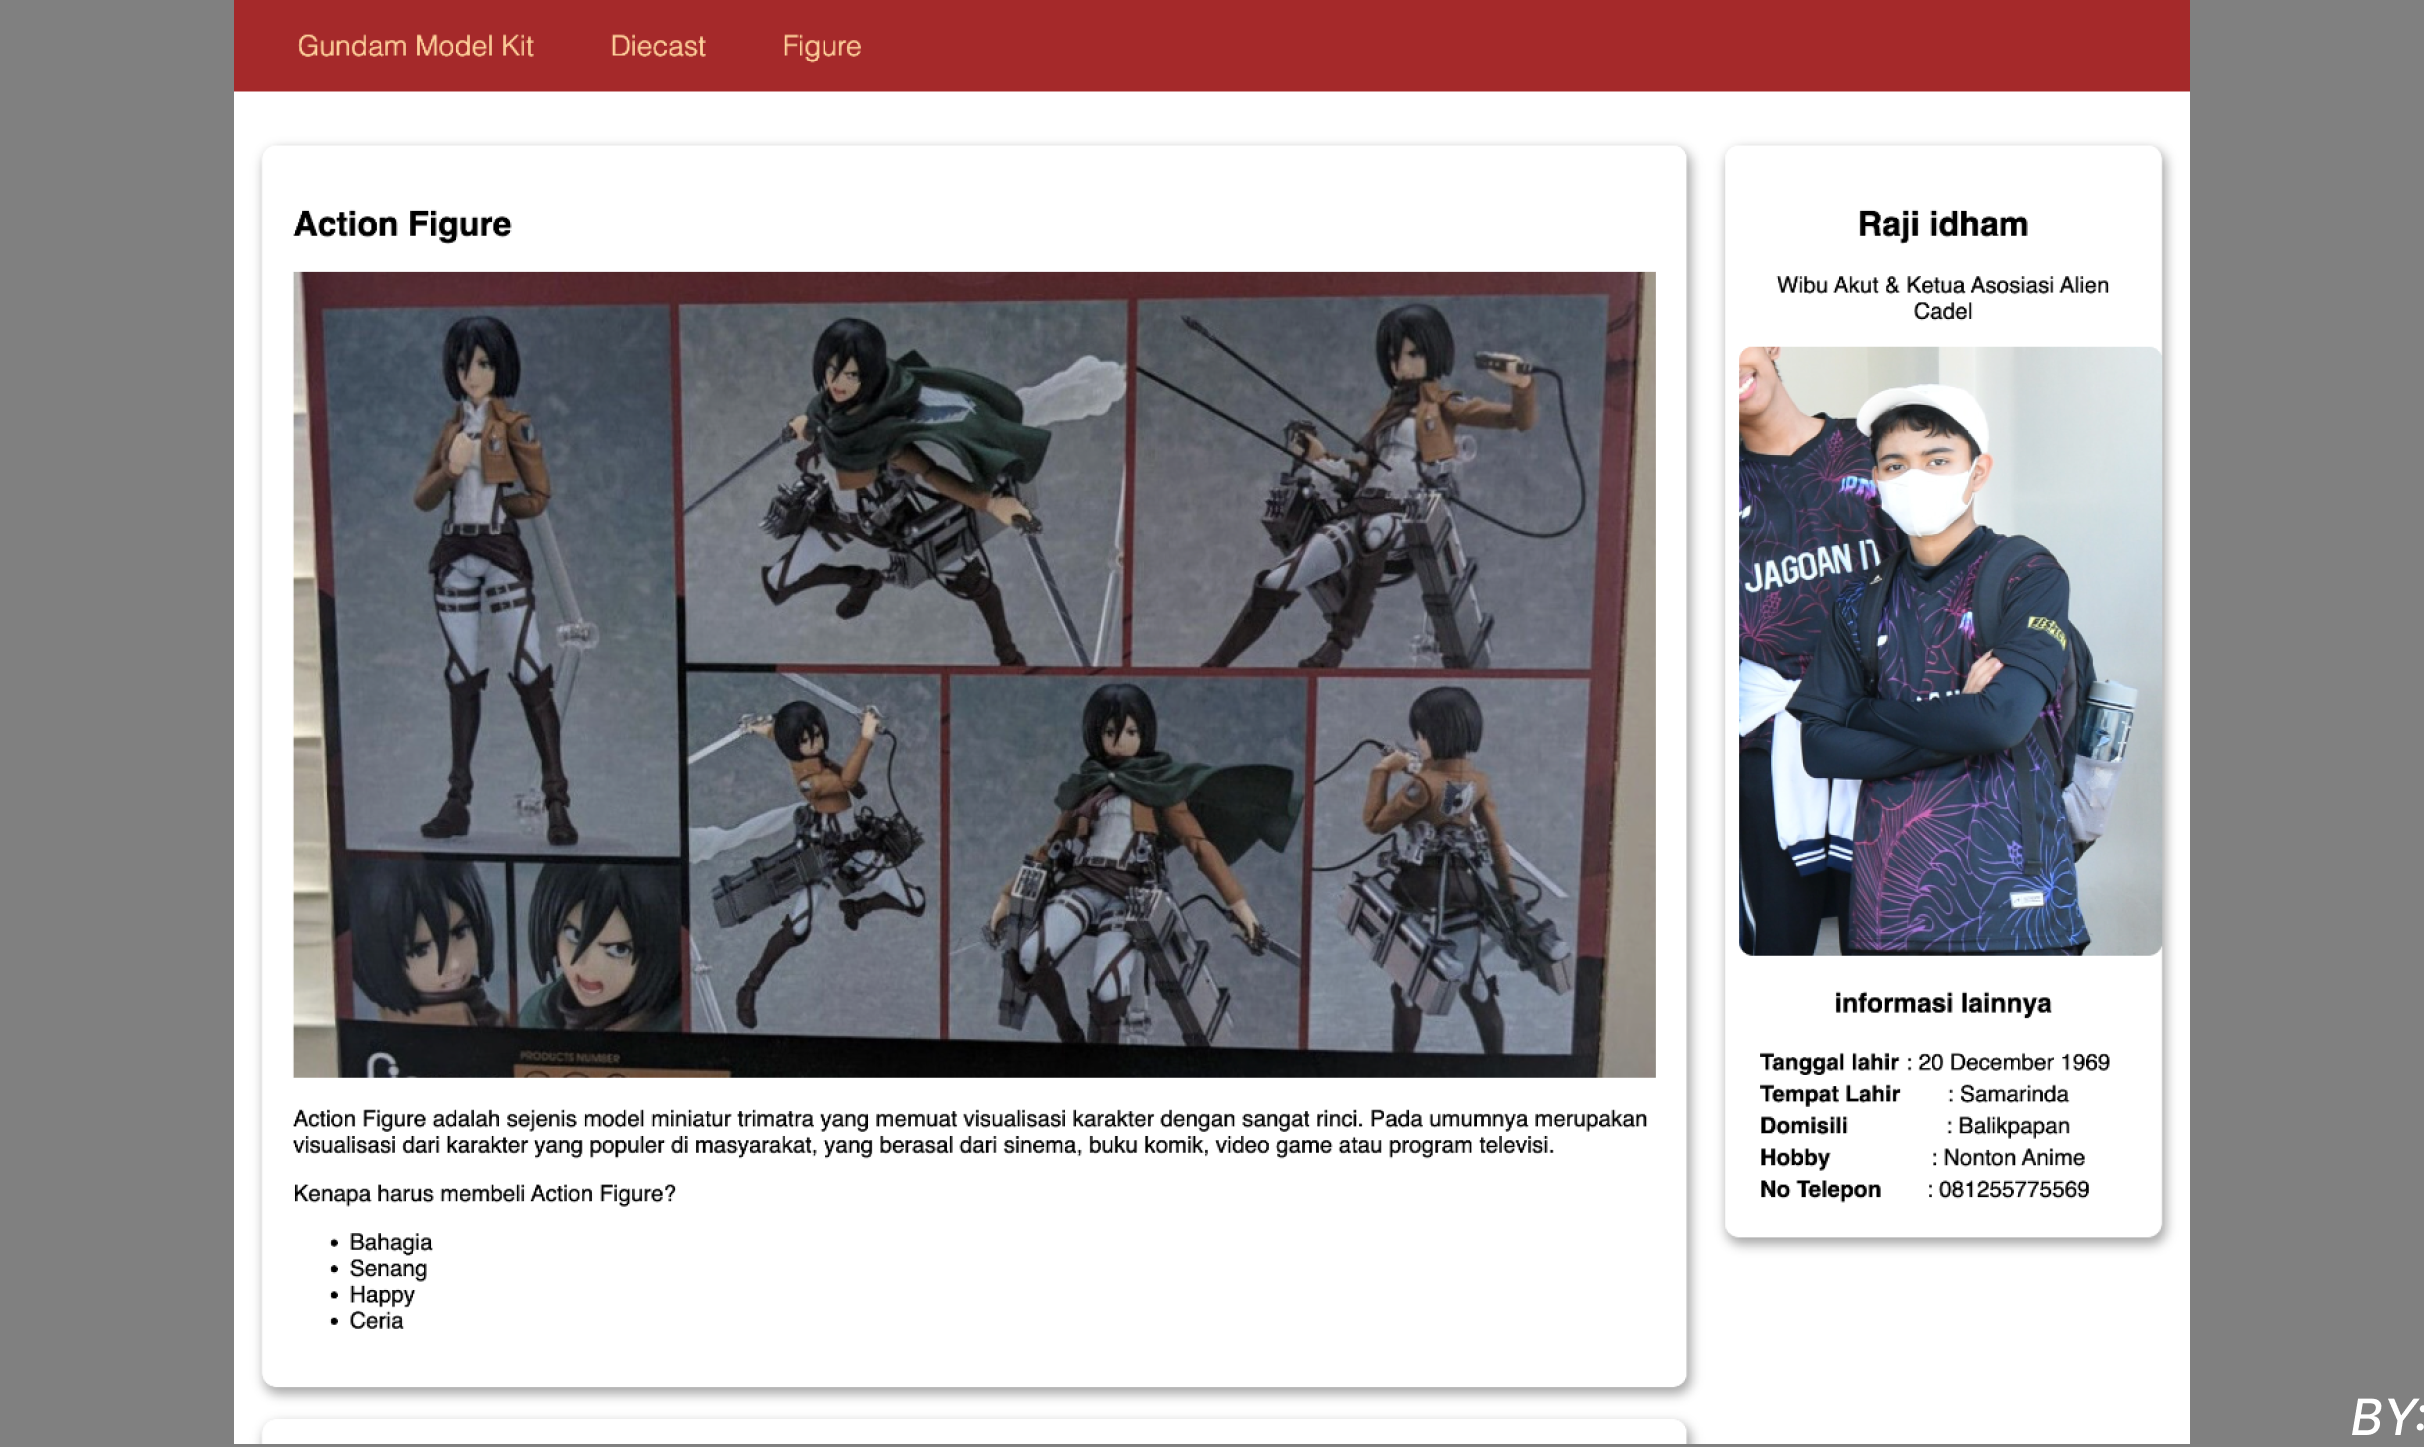 Gundam Model Kit Diecast Figure
Action Figure
PRODUCTS NUMBER
Action Figure adalah sejenis model miniatur trimatra yang memuat visualisasi karakter dengan sangat rinci. Pada umumnya merupakan
visualisasi dari karakter yang populer di masyarakat, yang berasal dari sinema, buku komik, video game atau program televisi.
Kenapa harus membeli Action Figure?
• Bahagia
• Senang
• Happy
• Ceria
Raji idham
Wibu Akut & Ketua Asosiasi Alien
Cadel
JAGOAN IT
informasi lainnya
Tanggal lahir : 20 December 1969
Tempat Lahir : Samarinda
Domisili : Balikpapan
Hobby : Nonton Anime
No Telepon : 081255775569
BY: